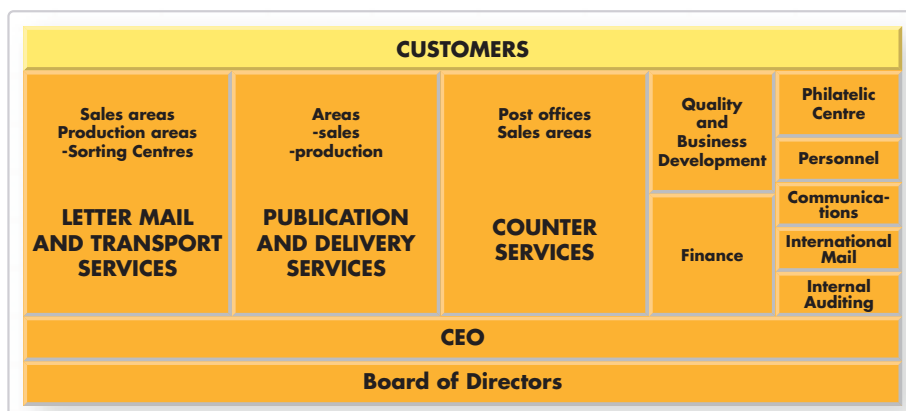 CUSTOMERS
Sales areas
Production areas
-Sorting Centres
LETTER MAIL
AND TRANSPORT
SERVICES
Areas
-sales
-production
PUBLICATION
AND DELIVERY
SERVICES
Post offices
Sales areas
COUNTER
SERVICES
Quality
and
Business
Development
Finance
Philatelic
Centre
Personnel
Communica-
tions
International
Mail
Internal
Auditing
CEO
Board of Directors